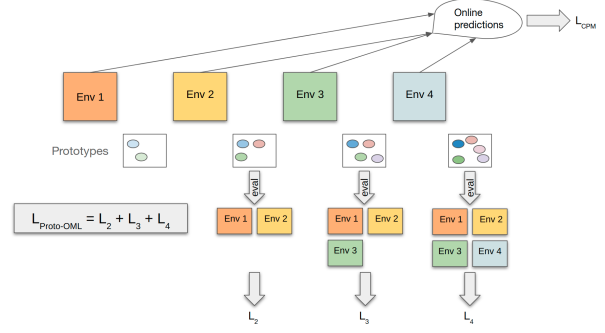 Online
predictions
L_CPM
Env 1
Env 2
Env 3
Env 4
Prototypes
eval
eval
eval
L_Proto-OML = L_2 + L_3 + L_4
Env 1
Env 2
Env 1
Env 2
Env 1
Env 2
Env 3
Env 3
Env 4
L_2
L_3
L_4